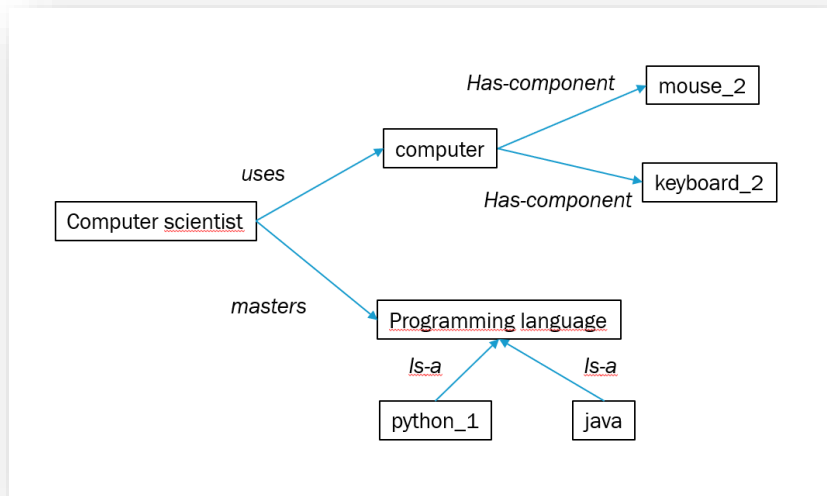 Has-component
mouse_2
computer
uses
keyboard_2
Has-component
Computer scientist
masters
Programming language
Is-a
Is-a
python_1
java